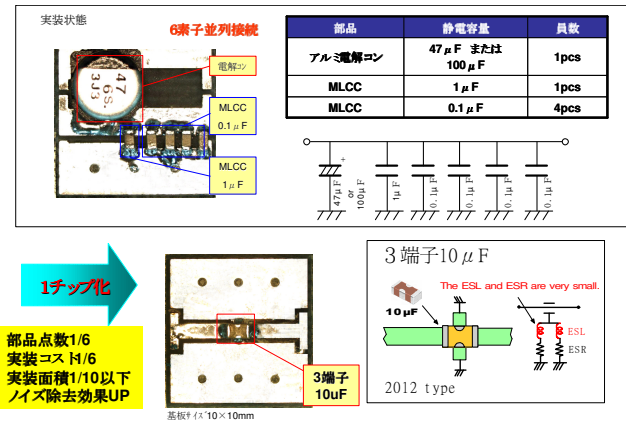 実装状態
6素子並列接続
電解コン
MLCC
0.1μF
MLCC
1μF
47
6S.
3J3
部品 静電容量 員数
アルミ電解コン 47μF または 100μF 1pcs
MLCC 1μF 1pcs
MLCC 0.1μF 4pcs
+
47μF
or
100μF
1μF
0.1μF
0.1μF
0.1μF
0.1μF
1チップ化
部品点数1/6
実装コスト1/6
実装面積1/10以下
ノイズ除去効果UP
3端子
10uF
基板サイズ10×10mm
3端子10μF
The ESL and ESR are very small.
10μF
ESL
ESR
2012 type